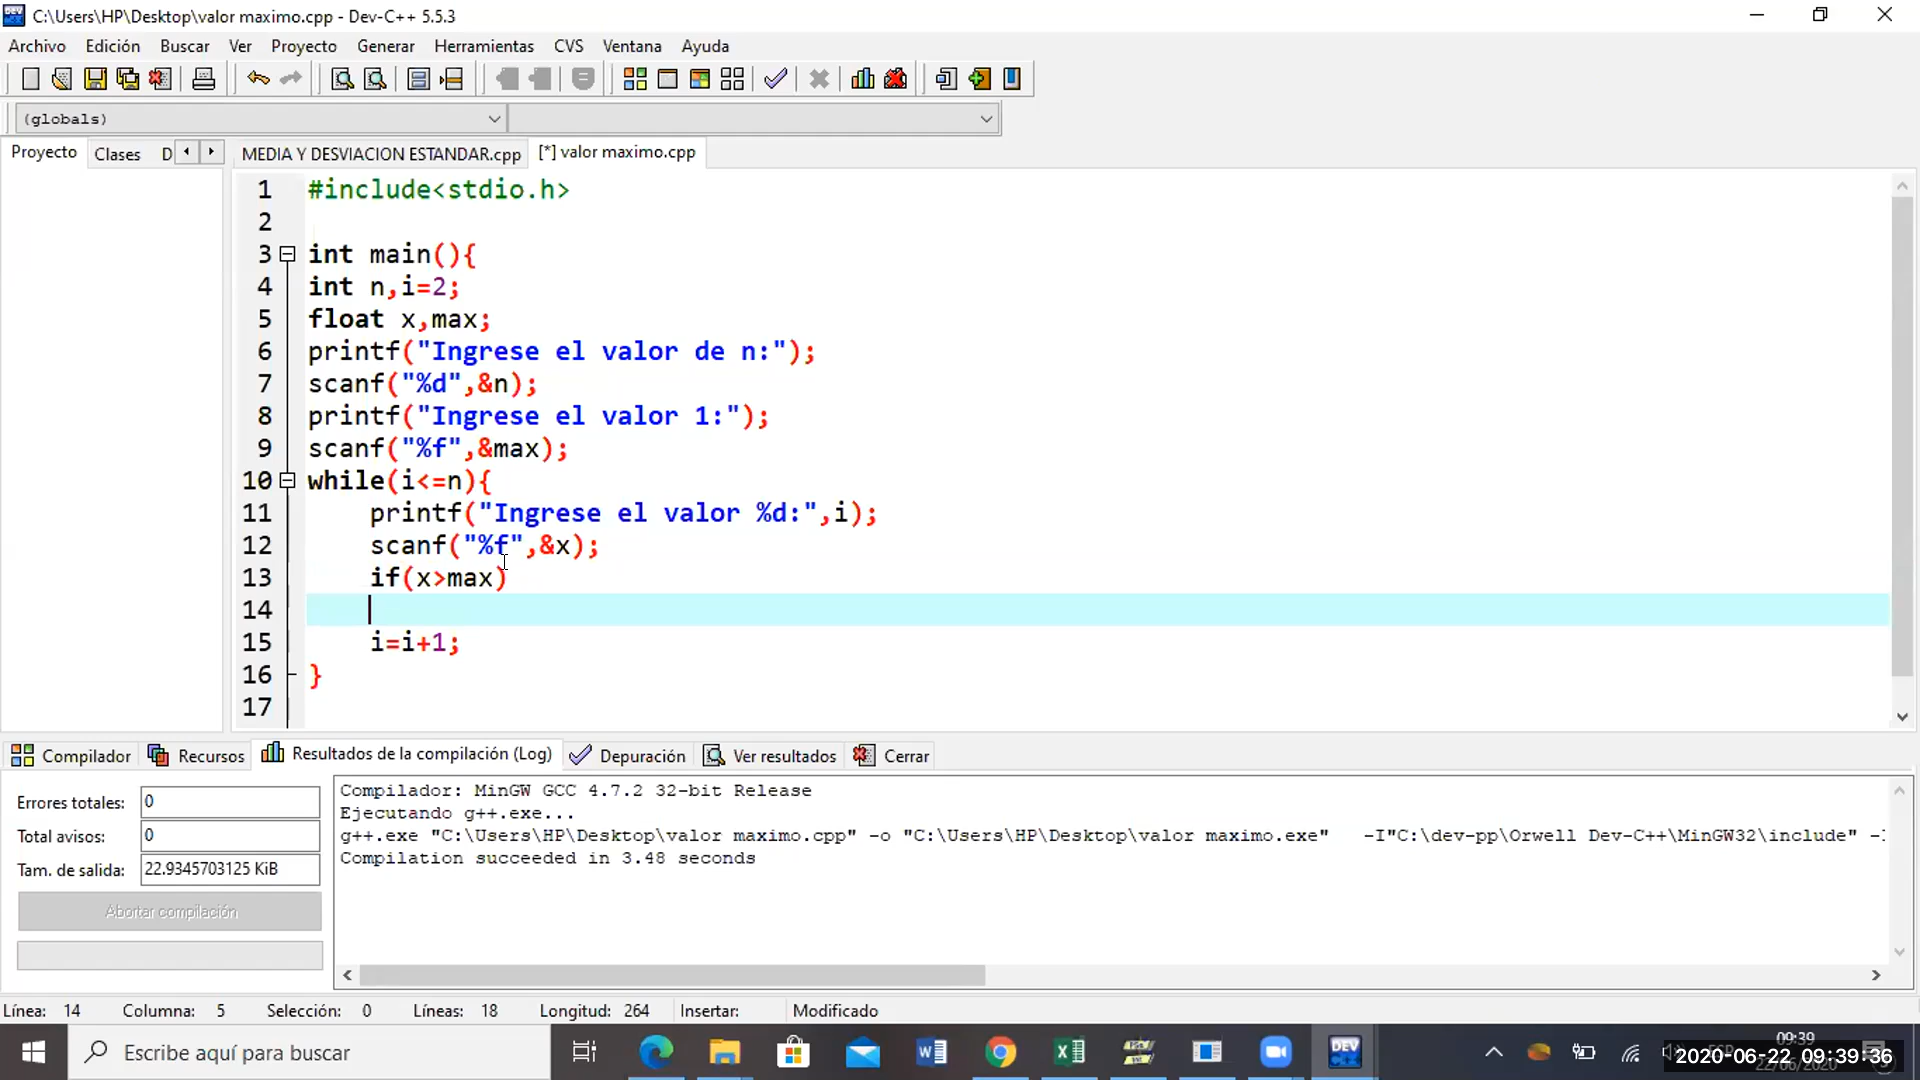 C:\Users\HP\Desktop\valor maximo.cpp - Dev-C++ 5.5.3
Archivo Edición Buscar Ver Proyecto Generar Herramientas CVS Ventana Ayuda
(globals)
Proyecto Clases D MEDIA Y DESVIACION ESTANDAR.cpp [*] valor maximo.cpp
1 #include<stdio.h>
2
3 int main(){
4 int n,i=2;
5 float x,max;
6 printf("Ingrese el valor de n:");
7 scanf("%d",&n);
8 printf("Ingrese el valor 1:");
9 scanf("%f",&max);
10 while(i<=n){
11 printf("Ingrese el valor %d:",i);
12 scanf("%f",&x);
13 if(x>max)
14
15 i=i+1;
16 }
17
Compilador Recursos Resultados de la compilación (Log) Depuración Ver resultados Cerrar
Errores totales: 0
Total avisos: 0
Tam. de salida: 22.9345703125 KiB
Abortar compilación
Compilador: MinGW GCC 4.7.2 32-bit Release
Ejecutando g++.exe...
g++.exe "C:\Users\HP\Desktop\valor maximo.cpp" -o "C:\Users\HP\Desktop\valor maximo.exe" -I"C:\dev-pp\Orwell Dev-C++\MinGW32\include"
Compilation succeeded in 3.48 seconds
Línea: 14 Columna: 5 Selección: 0 Líneas: 18 Longitud: 264 Insertar: Modificado
Escribe aquí para buscar
09:39
2020-06-22 09:39:36